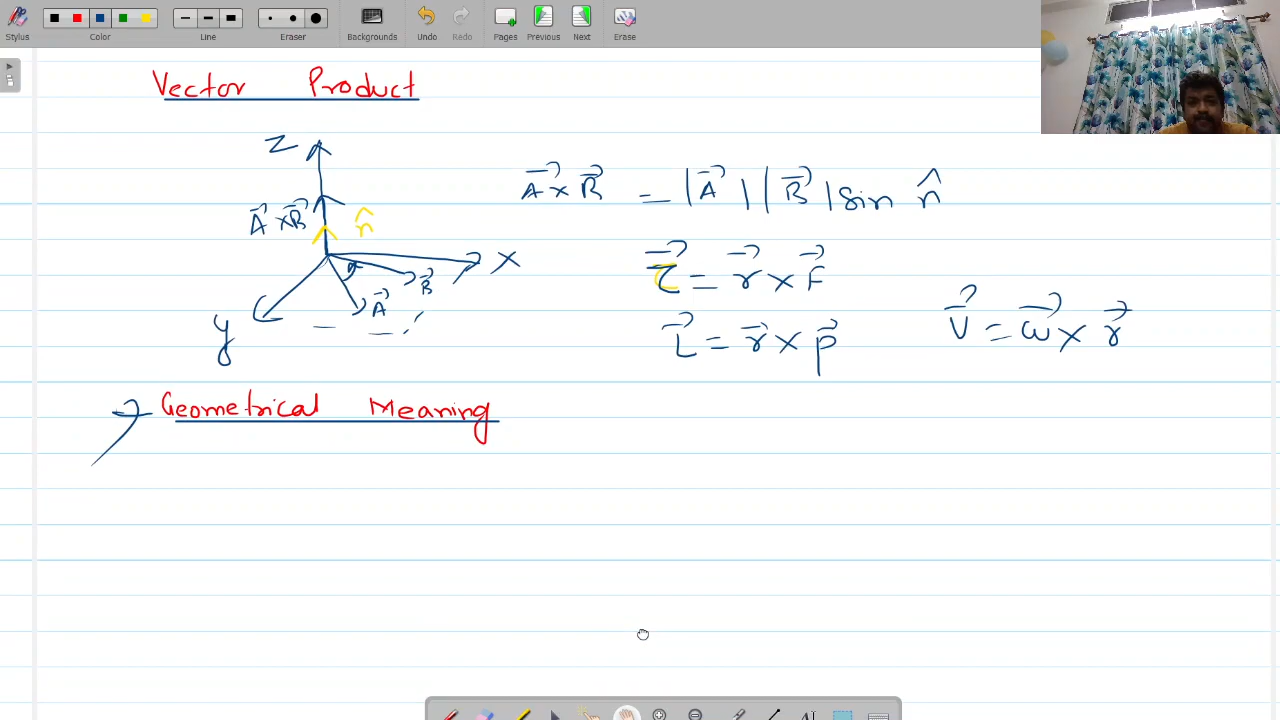 Stylus Color Line Eraser Backgrounds Undo Redo Pages Previous Next Erase
Vector Product
Z
A⃗ × B⃗ n̂
X
B⃗
A⃗
y
A⃗ × B⃗ = |A⃗ | | B⃗ | sin n̂
τ⃗ = r⃗ × F⃗
L⃗ = r⃗ × p⃗
V⃗ = ω⃗ × r⃗
Geometrical Meaning